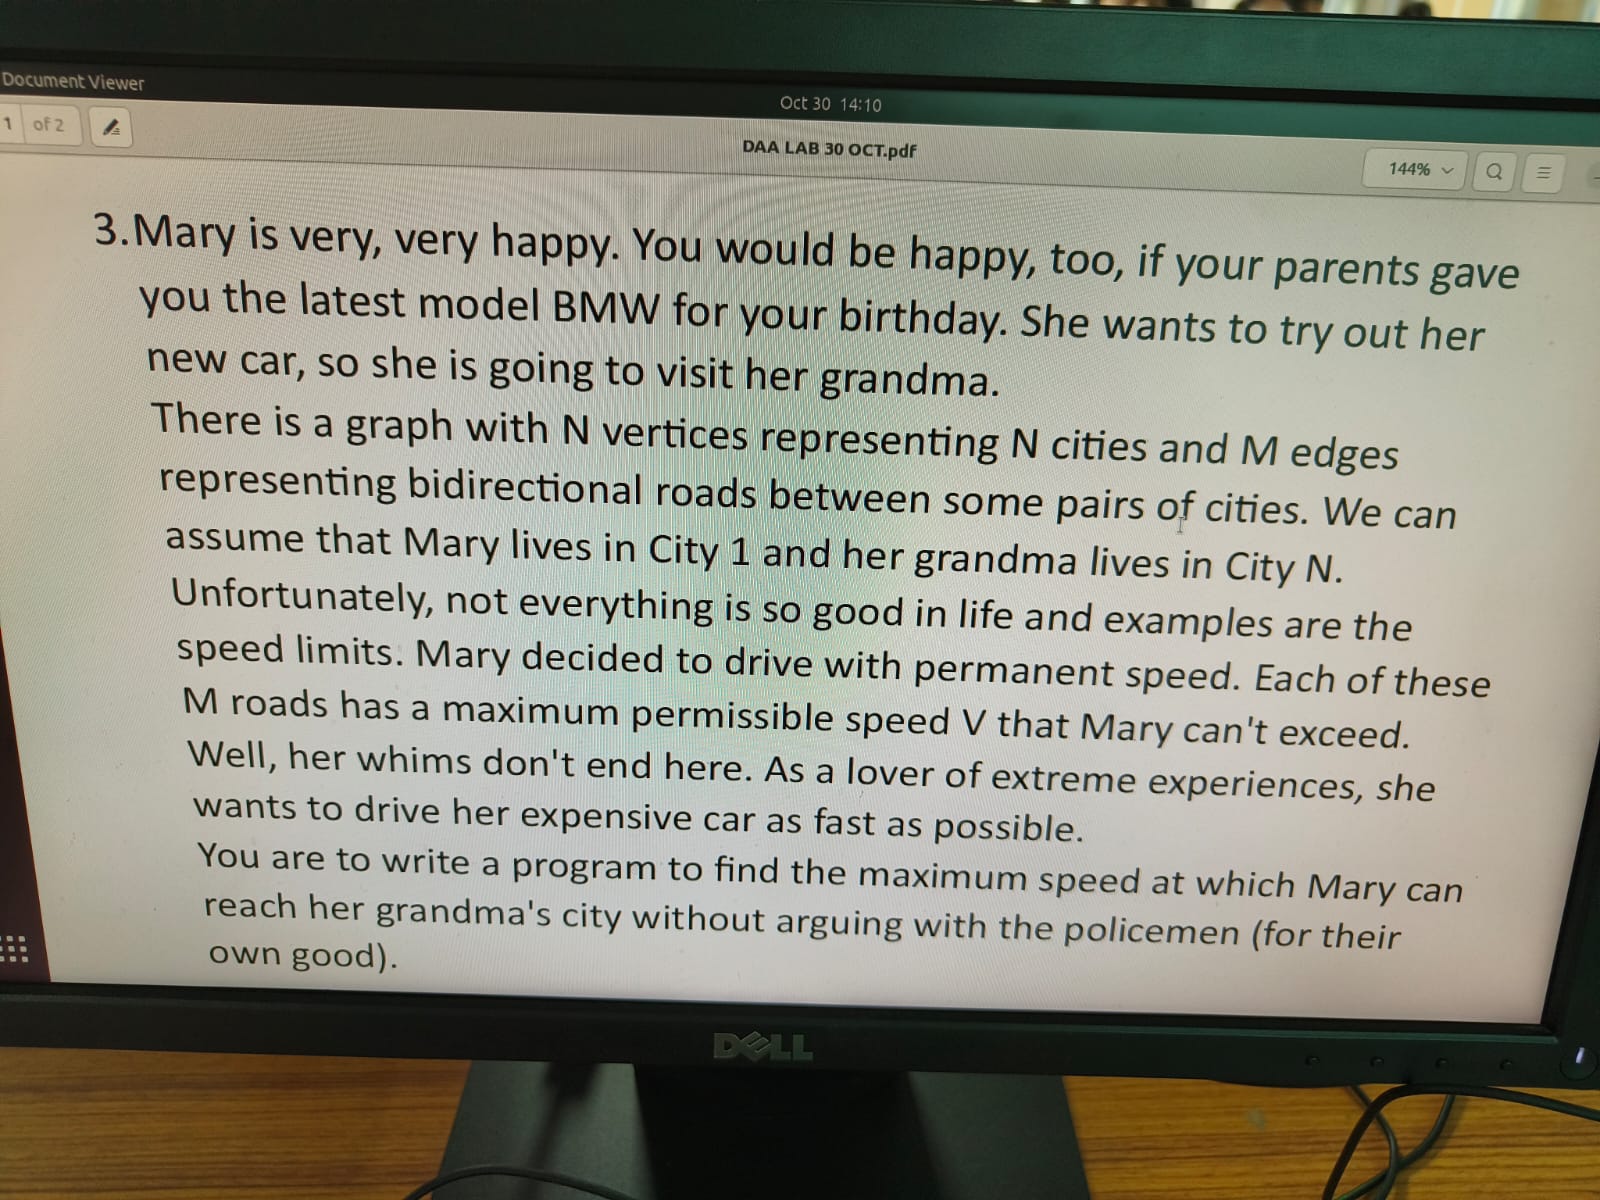 Document Viewer
Oct 30 14:10
1 of 2
DAA LAB 30 OCT.pdf
144%
3.Mary is very, very happy. You would be happy, too, if your parents gave
you the latest model BMW for your birthday. She wants to try out her
new car, so she is going to visit her grandma.
There is a graph with N vertices representing N cities and M edges
representing bidirectional roads between some pairs of cities. We can
assume that Mary lives in City 1 and her grandma lives in City N.
Unfortunately, not everything is so good in life and examples are the
speed limits. Mary decided to drive with permanent speed. Each of these
M roads has a maximum permissible speed V that Mary can't exceed.
Well, her whims don't end here. As a lover of extreme experiences, she
wants to drive her expensive car as fast as possible.
You are to write a program to find the maximum speed at which Mary can
reach her grandma's city without arguing with the policemen (for their
own good).
DELL